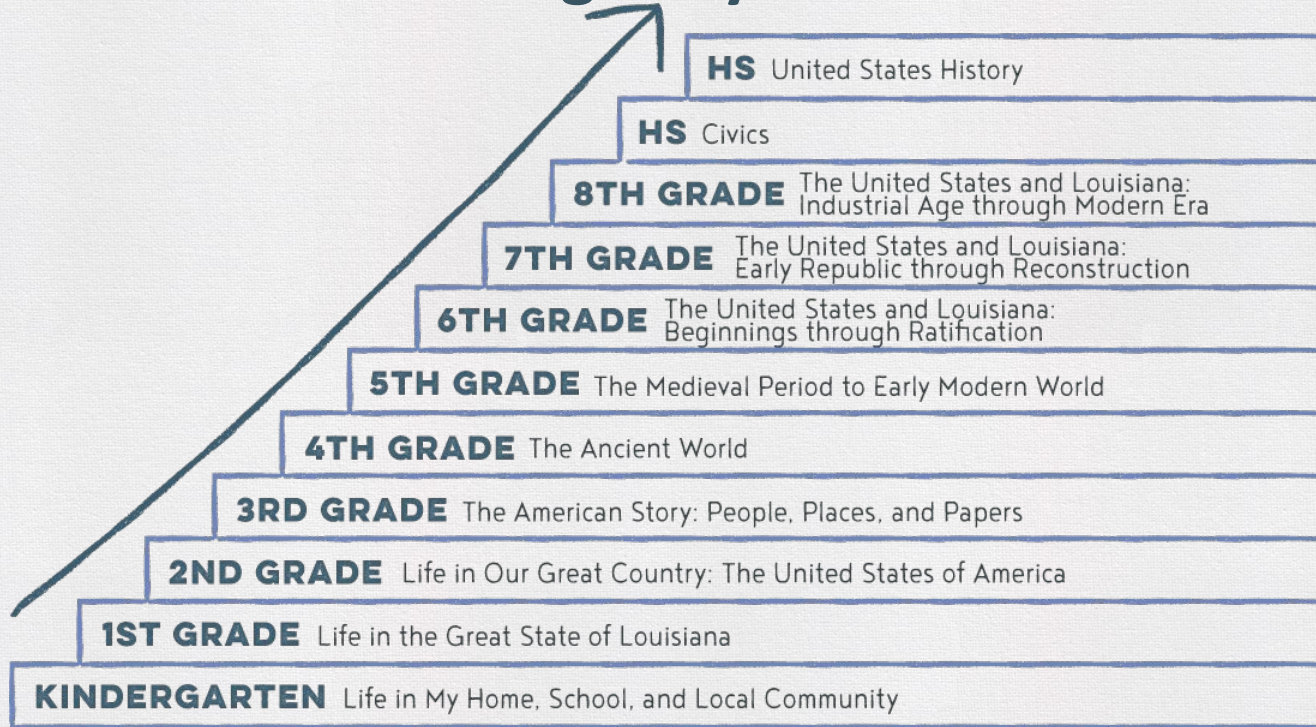 HS United States History
HS Civics
8TH GRADE The United States and Louisiana:
Industrial Age through Modern Era
7TH GRADE The United States and Louisiana:
Early Republic through Reconstruction
6TH GRADE The United States and Louisiana:
Beginnings through Ratification
5TH GRADE The Medieval Period to Early Modern World
4TH GRADE The Ancient World
3RD GRADE The American Story: People, Places, and Papers
2ND GRADE Life in Our Great Country: The United States of America
1ST GRADE Life in the Great State of Louisiana
KINDERGARTEN Life in My Home, School, and Local Community